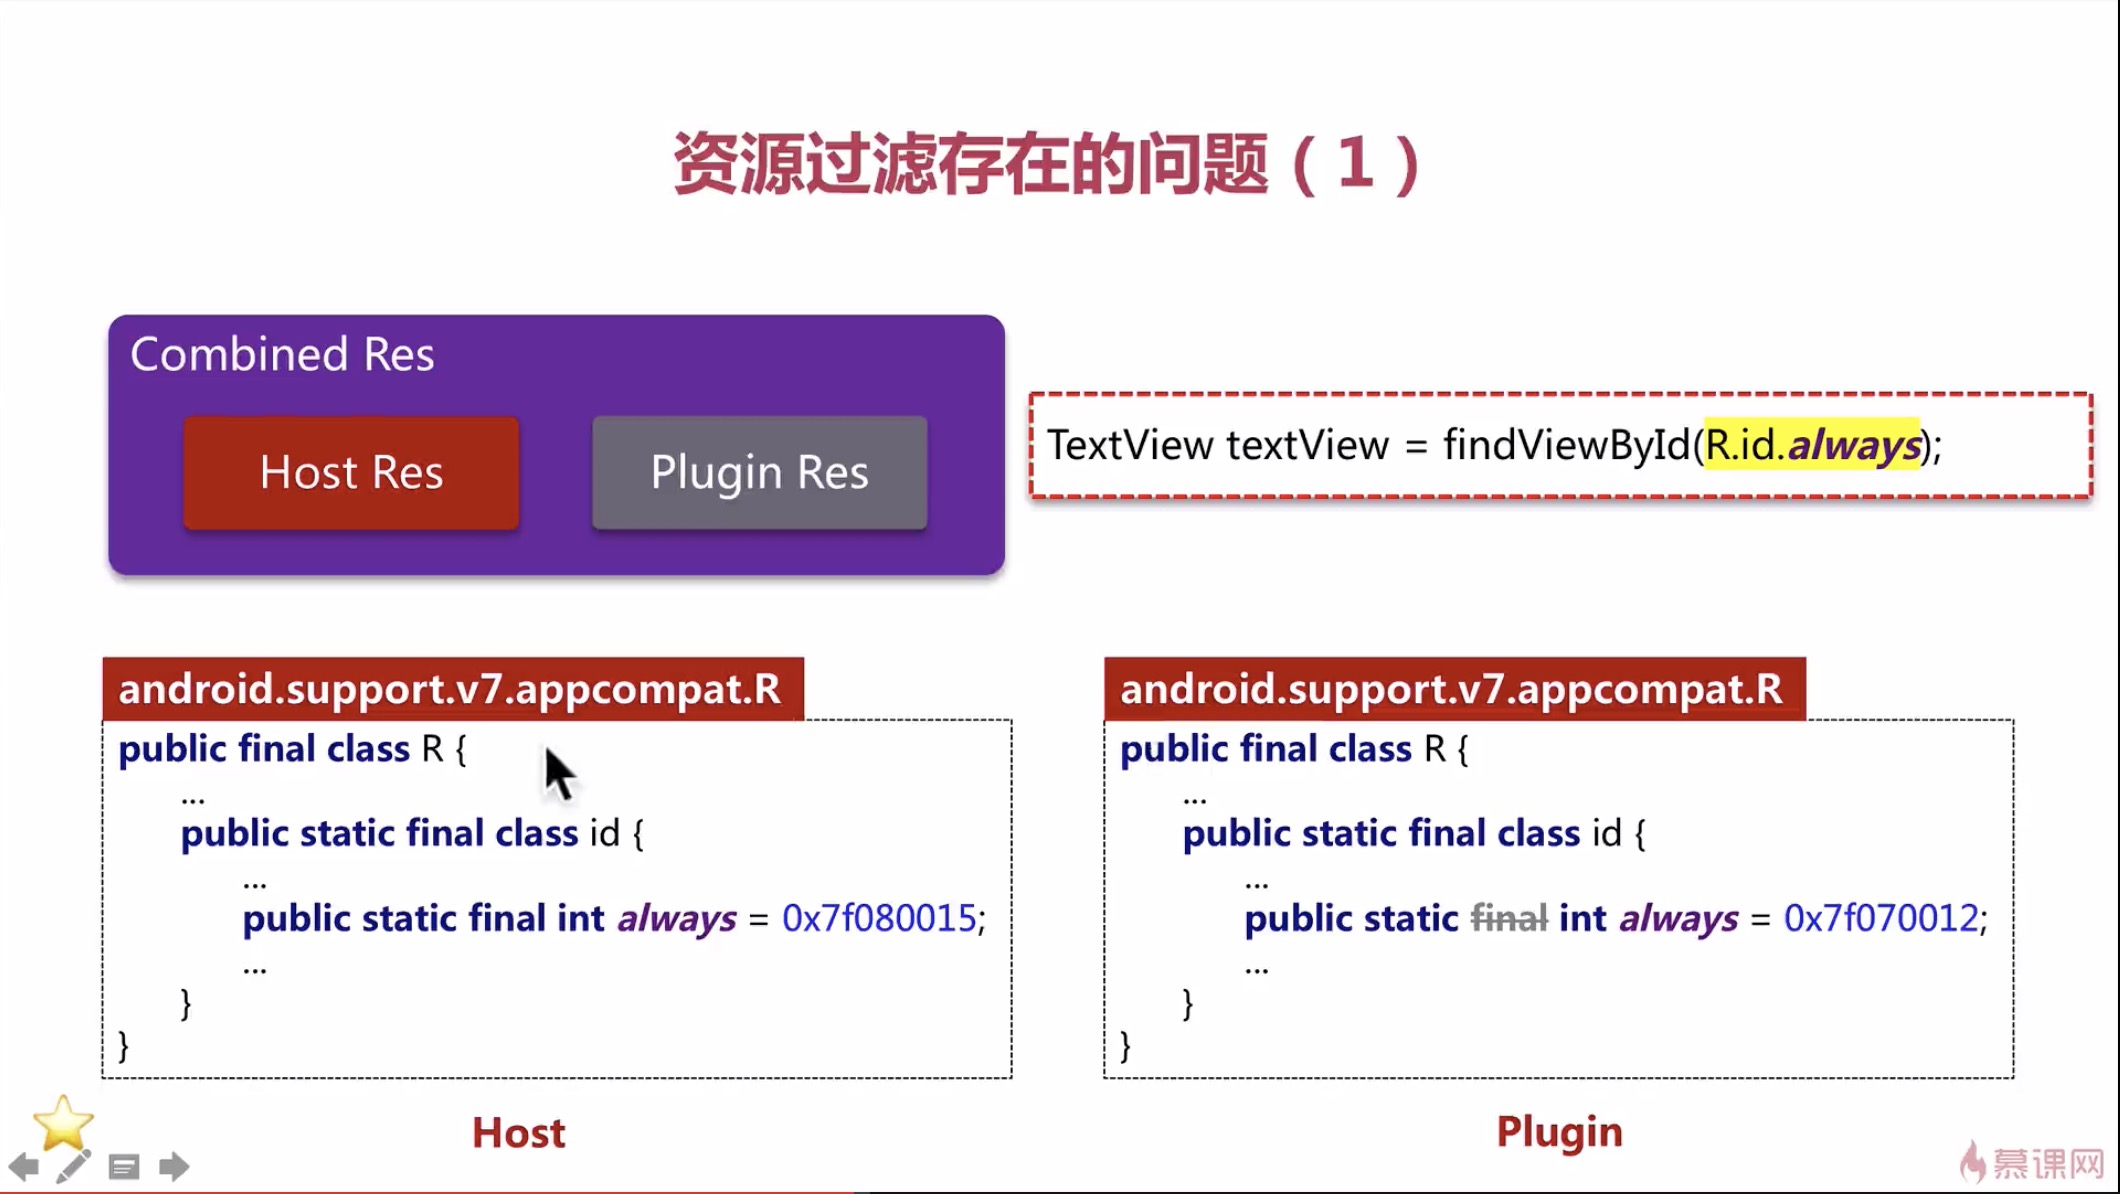 资源过滤存在的问题（1）
Combined Res
Host Res
Plugin Res
TextView textView = findViewById(R.id.always);
android.support.v7.appcompat.R
public final class R {
...
public static final class id {
...
public static final int always = 0x7f080015;
...
}
}
Host
android.support.v7.appcompat.R
public final class R {
...
public static final class id {
...
public static final int always = 0x7f070012;
...
}
}
Plugin
慕课网